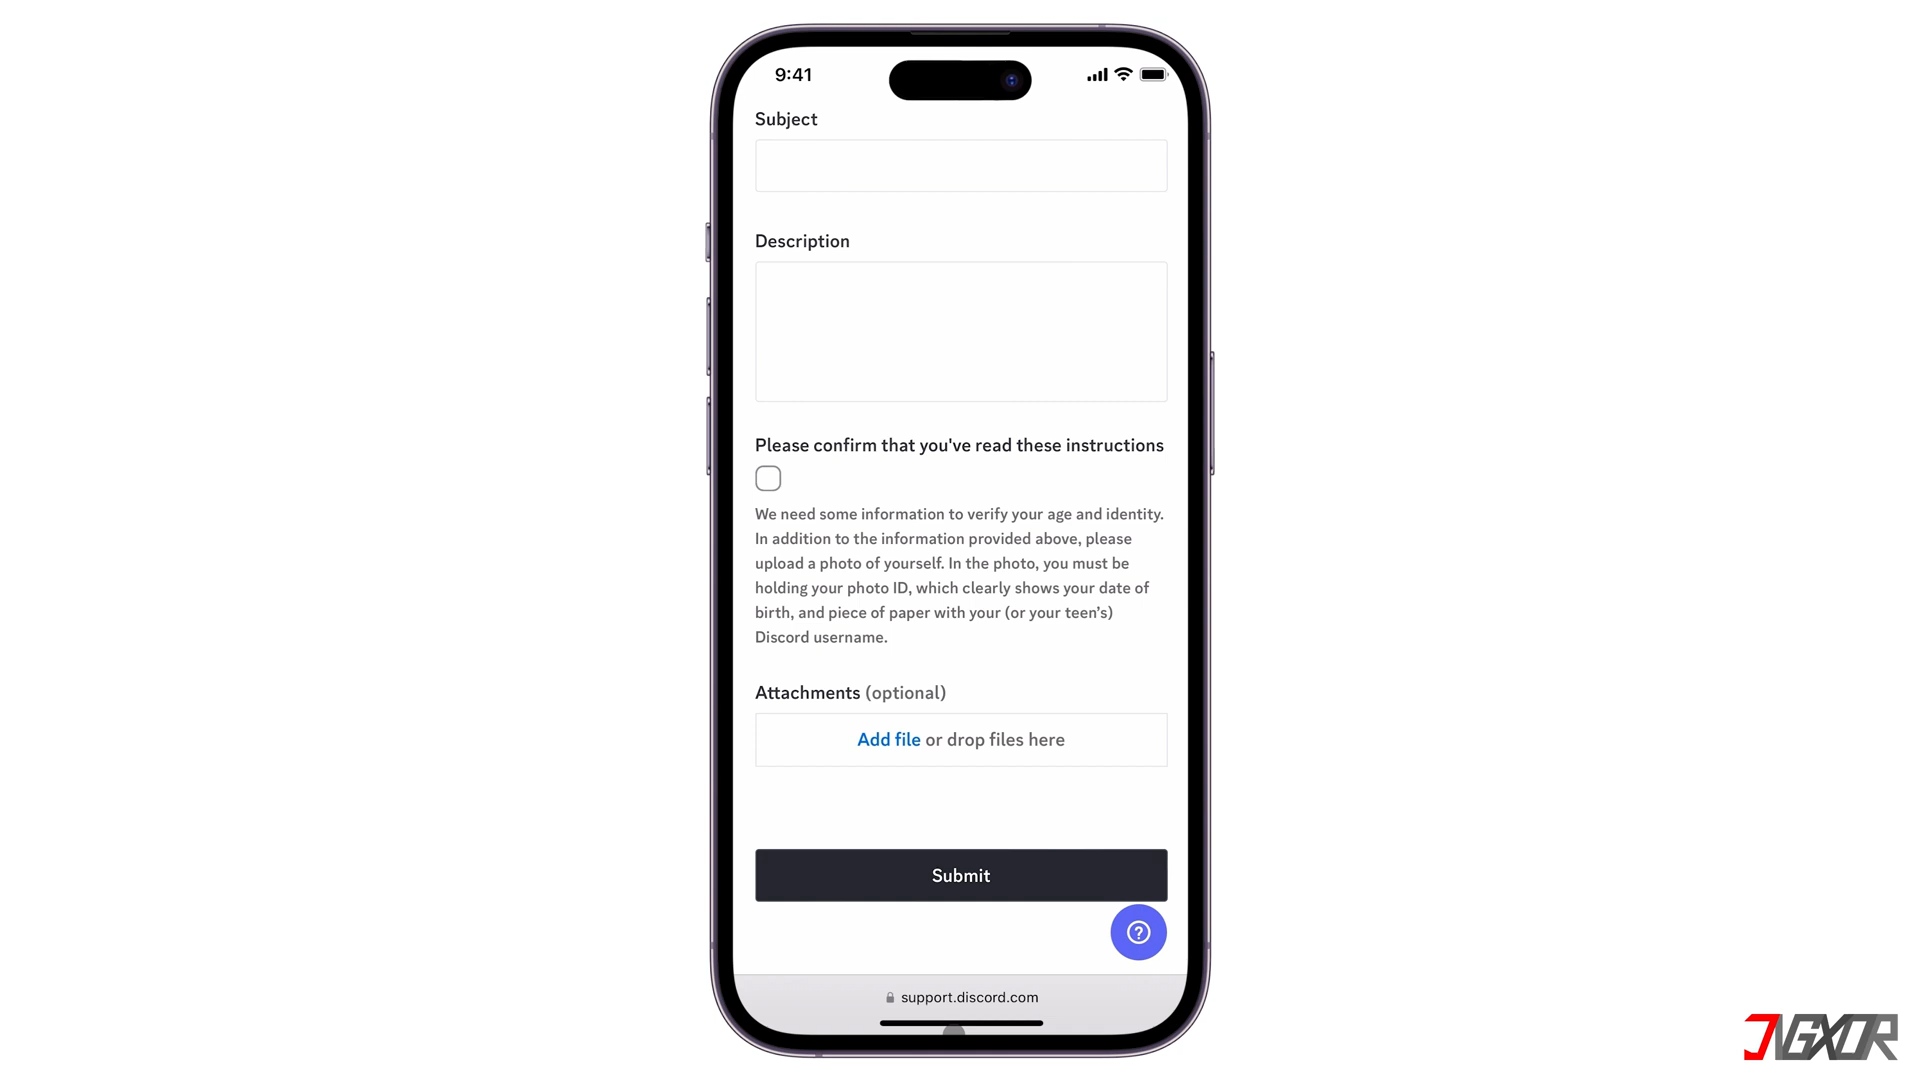 9:41
Subject
Description
Please confirm that you've read these instructions
We need some information to verify your age and identity.
In addition to the information provided above, please
upload a photo of yourself. In the photo, you must be
holding your photo ID, which clearly shows your date of
birth, and piece of paper with your (or your teen’s)
Discord username.
Attachments (optional)
Add file or drop files here
Submit
?
support.discord.com
JVGXOR